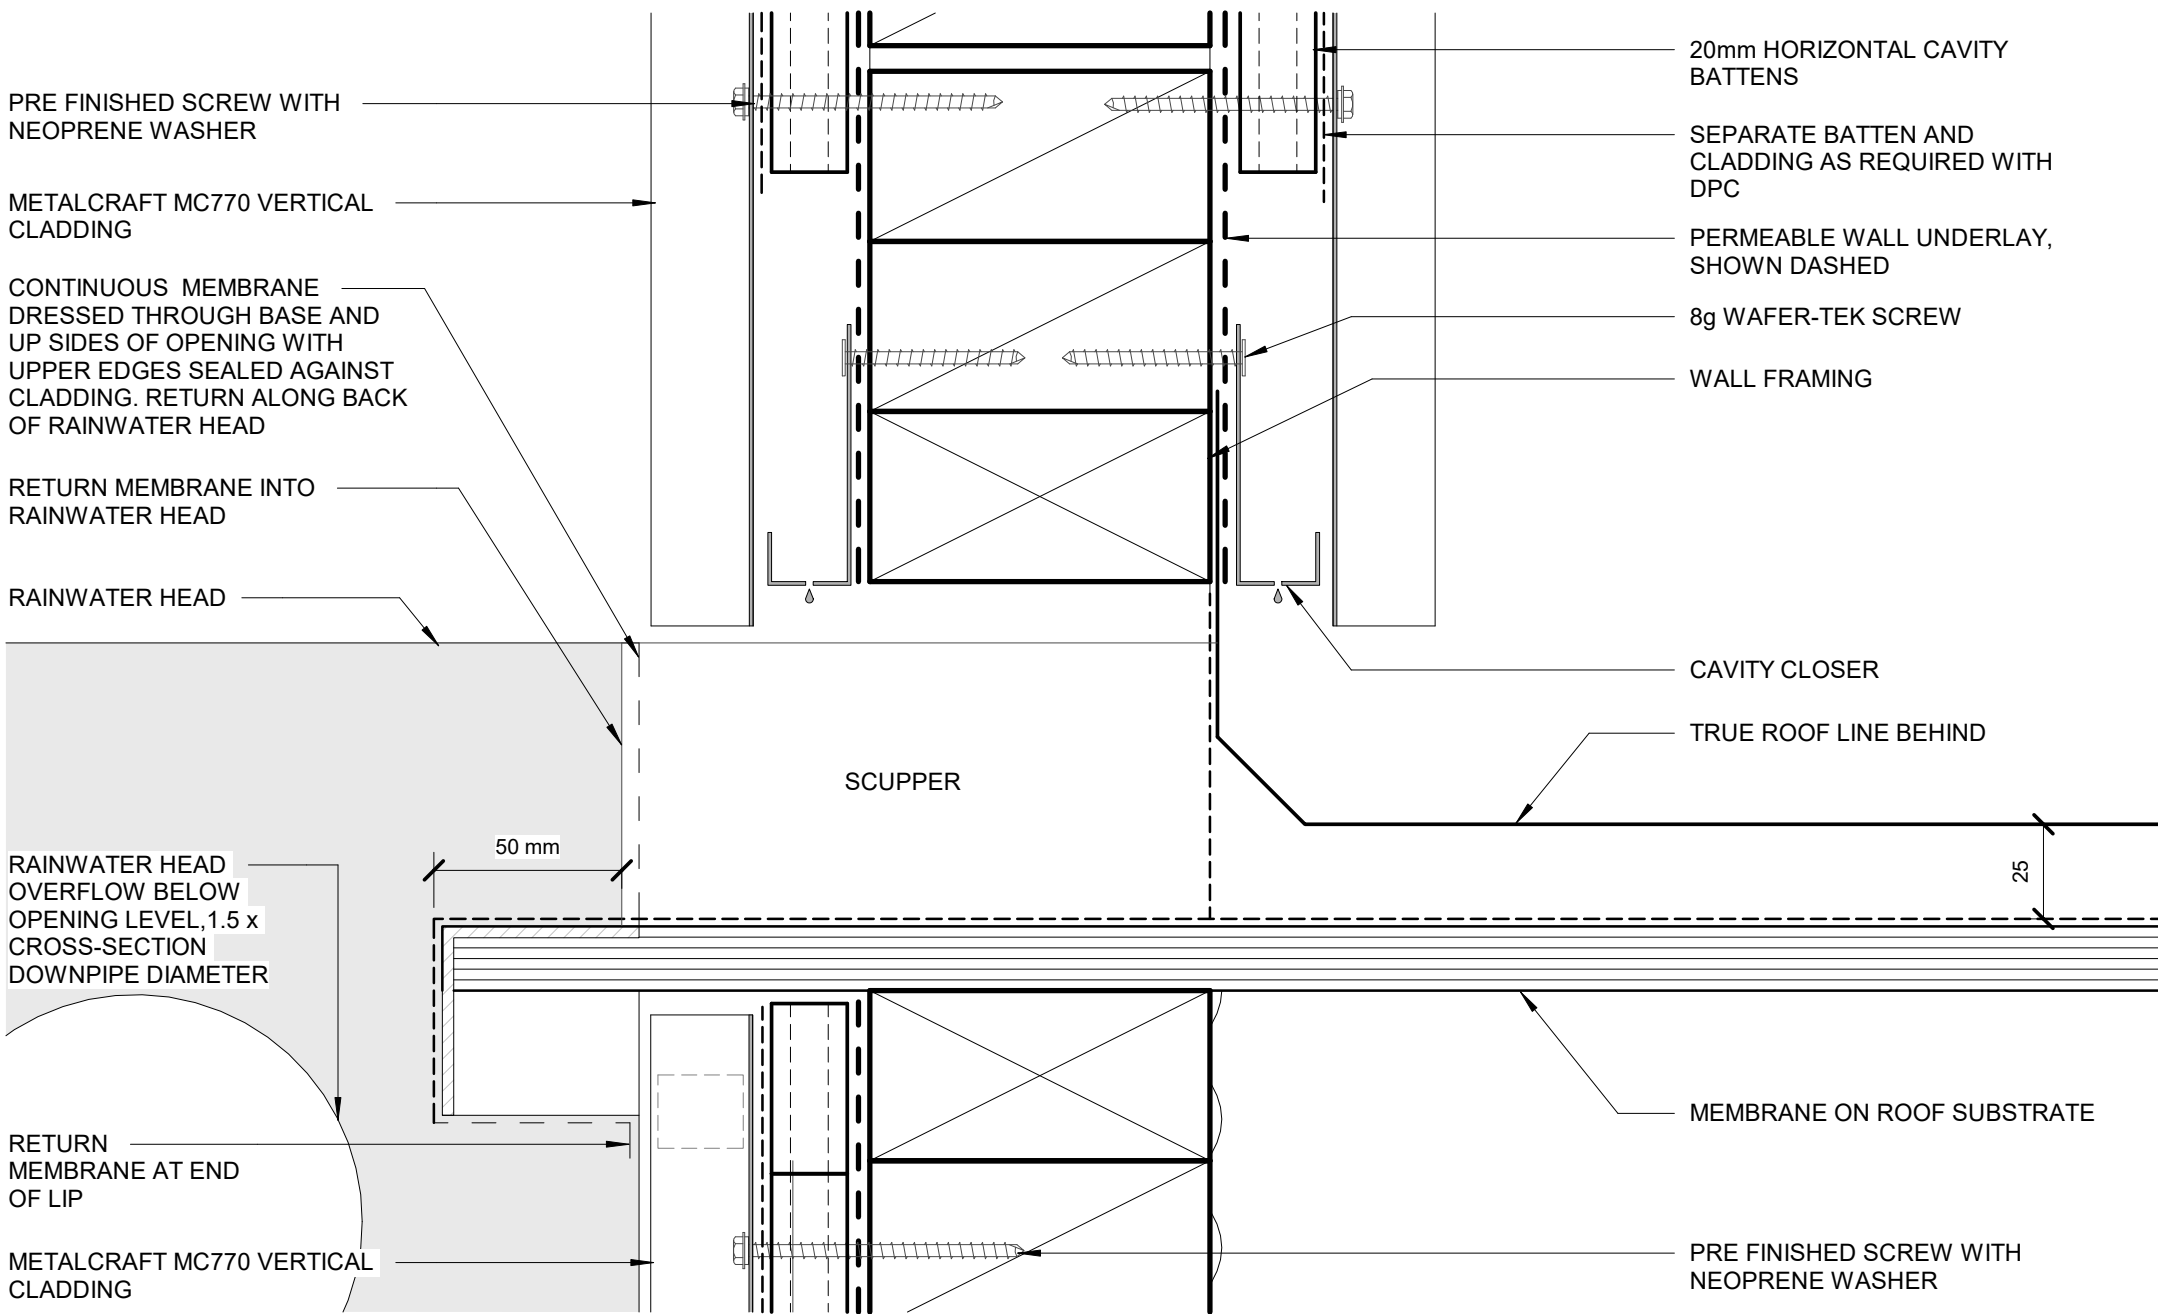 PRE FINISHED SCREW WITH
NEOPRENE WASHER
METALCRAFT MC770 VERTICAL
CLADDING
CONTINUOUS MEMBRANE
DRESSED THROUGH BASE AND
UP SIDES OF OPENING WITH
UPPER EDGES SEALED AGAINST
CLADDING. RETURN ALONG BACK
OF RAINWATER HEAD
RETURN MEMBRANE INTO
RAINWATER HEAD
RAINWATER HEAD
RAINWATER HEAD
OVERFLOW BELOW
OPENING LEVEL,1.5 x
CROSS-SECTION
DOWNPIPE DIAMETER
RETURN
MEMBRANE AT END
OF LIP
METALCRAFT MC770 VERTICAL
CLADDING
50 mm
SCUPPER
20mm HORIZONTAL CAVITY
BATTENS
SEPARATE BATTEN AND
CLADDING AS REQUIRED WITH
DPC
PERMEABLE WALL UNDERLAY,
SHOWN DASHED
8g WAFER-TEK SCREW
WALL FRAMING
CAVITY CLOSER
TRUE ROOF LINE BEHIND
25
MEMBRANE ON ROOF SUBSTRATE
PRE FINISHED SCREW WITH
NEOPRENE WASHER